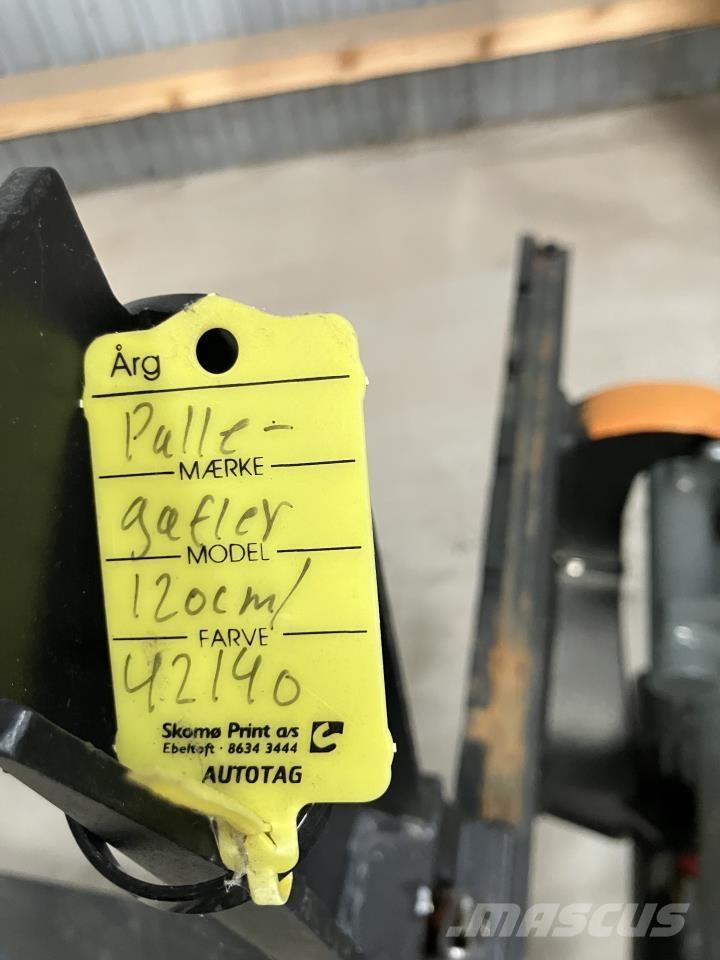 Årg
Palle-
MÆRKE
gafler
MODEL
120cm/
FARVE
42140
Skomø Print a/s
Ebeltoft · 8634 3444
AUTOTAG
MASCUS